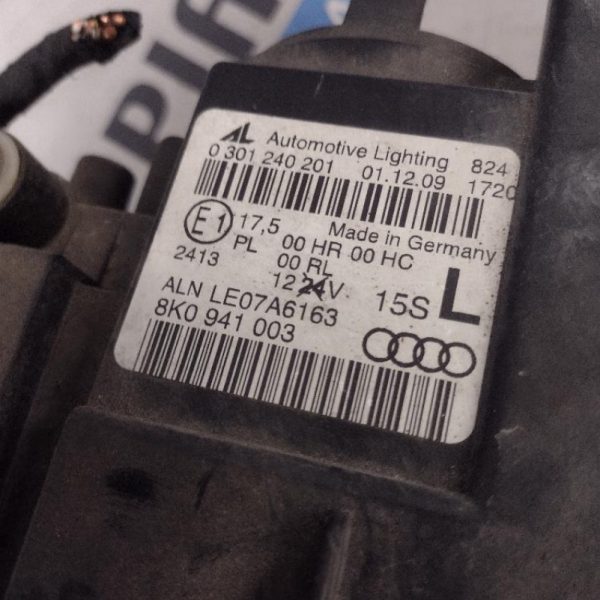 AL Automotive Lighting 824
0 301 240 201 01.12.09 1720
E1 17,5 Made in Germany
2413 PL 00 HR 00 HC
00 RL
12 24V
ALN LE07A6163 15S L
8K0 941 003